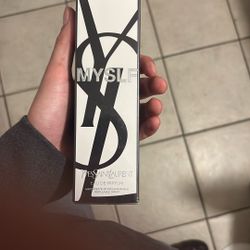 MYSLF
YVESSAINTLAURENT
EAU DE PARFUM